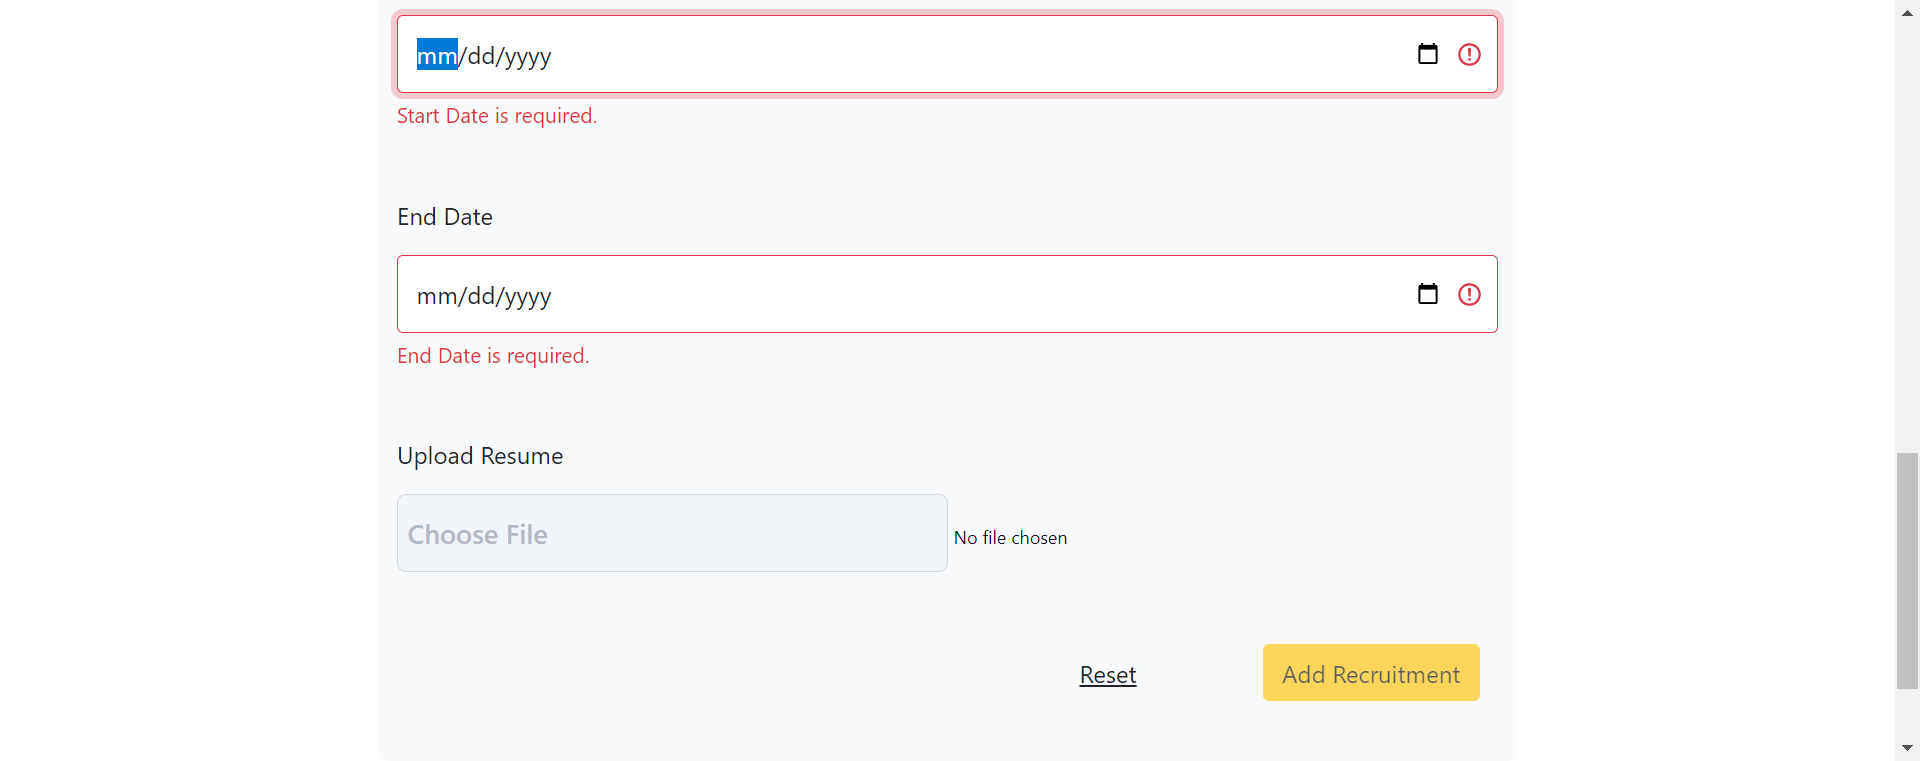 mm/dd/yyyy
Start Date is required.
End Date
mm/dd/yyyy
End Date is required.
Upload Resume
Choose File No file chosen
Reset Add Recruitment